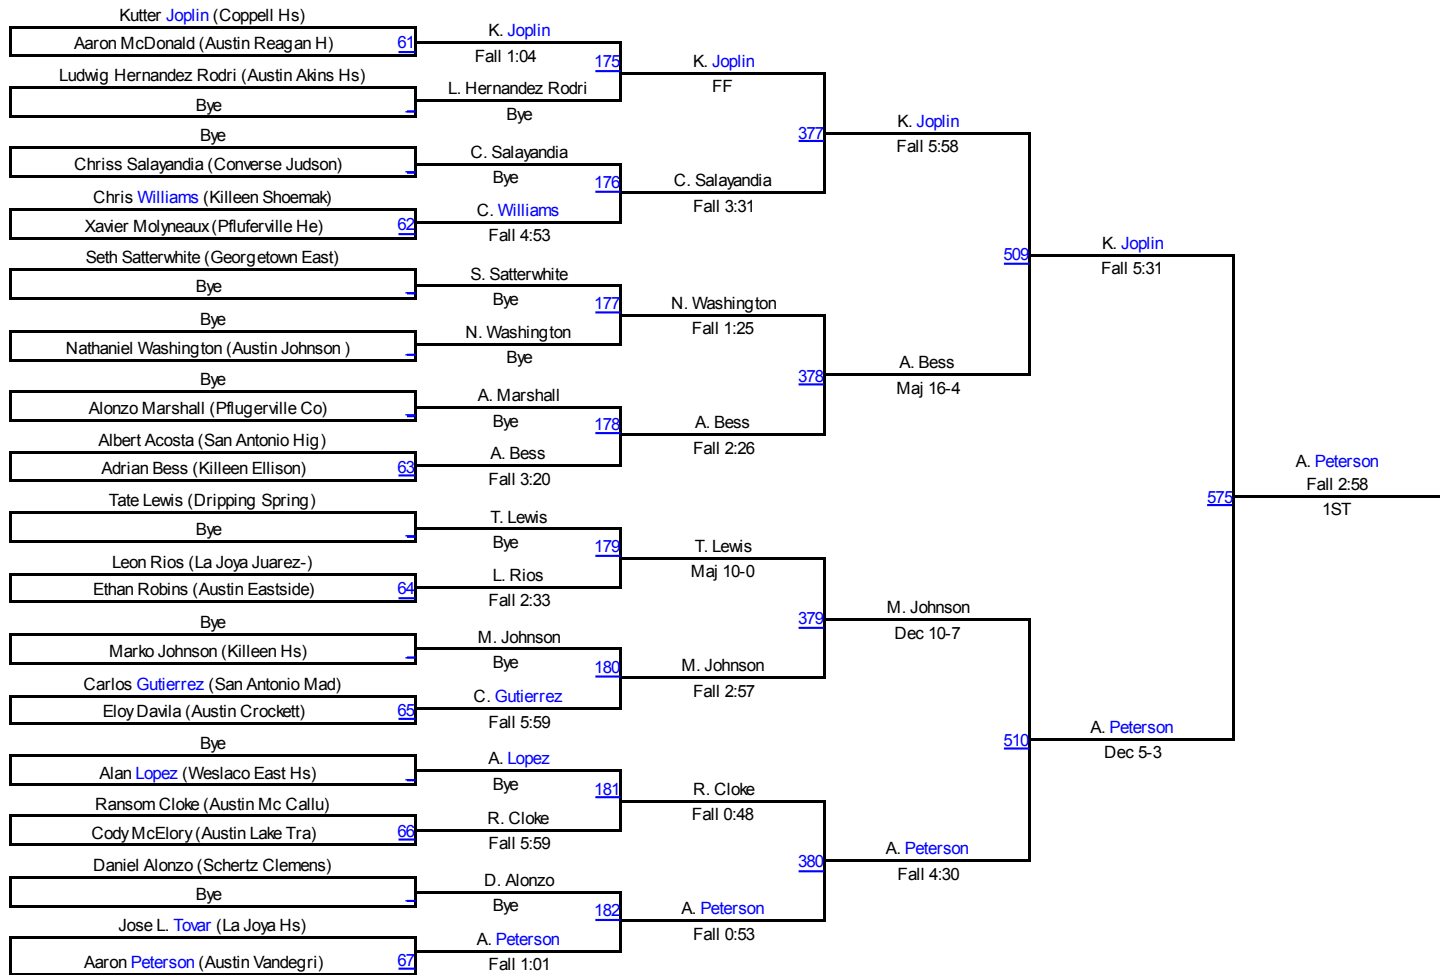 Kutter Joplin (Coppell Hs)
Aaron McDonald (Austin Reagan H)
61
Ludwig Hernandez Rodri (Austin Akins Hs)
Bye
Bye
Chriss Salayandia (Converse Judson)
Chris Williams (Killeen Shoemak)
Xavier Molyneaux (Pfluferville He)
62
Seth Satterwhite (Georgetown East)
Bye
Bye
Nathaniel Washington (Austin Johnson )
Bye
Alonzo Marshall (Pflugerville Co)
Albert Acosta (San Antonio Hig)
Adrian Bess (Killeen Ellison)
63
Tate Lewis (Dripping Spring)
Bye
Leon Rios (La Joya Juarez-)
Ethan Robins (Austin Eastside)
64
Bye
Marko Johnson (Killeen Hs)
Carlos Gutierrez (San Antonio Mad)
Eloy Davila (Austin Crockett)
65
Bye
Alan Lopez (Weslaco East Hs)
Ransom Cloke (Austin Mc Callu)
Cody McElory (Austin Lake Tra)
66
Daniel Alonzo (Schertz Clemens)
Bye
Jose L. Tovar (La Joya Hs)
Aaron Peterson (Austin Vandegri)
67
K. Joplin
Fall 1:04
175
L. Hernandez Rodri
Bye
C. Salayandia
Bye
176
C. Williams
Fall 4:53
S. Satterwhite
Bye
177
N. Washington
Bye
A. Marshall
Bye
178
A. Bess
Fall 3:20
T. Lewis
Bye
179
L. Rios
Fall 2:33
M. Johnson
Bye
180
C. Gutierrez
Fall 5:59
A. Lopez
Bye
181
R. Cloke
Fall 5:59
D. Alonzo
Bye
182
A. Peterson
Fall 1:01
K. Joplin
FF
377
C. Salayandia
Fall 3:31
N. Washington
Fall 1:25
378
A. Bess
Fall 2:26
T. Lewis
Maj 10-0
379
M. Johnson
Fall 2:57
R. Cloke
Fall 0:48
380
A. Peterson
Fall 0:53
K. Joplin
Fall 5:58
509
A. Bess
Maj 16-4
M. Johnson
Dec 10-7
510
A. Peterson
Fall 4:30
K. Joplin
Fall 5:31
575
A. Peterson
Dec 5-3
A. Peterson
Fall 2:58
1ST